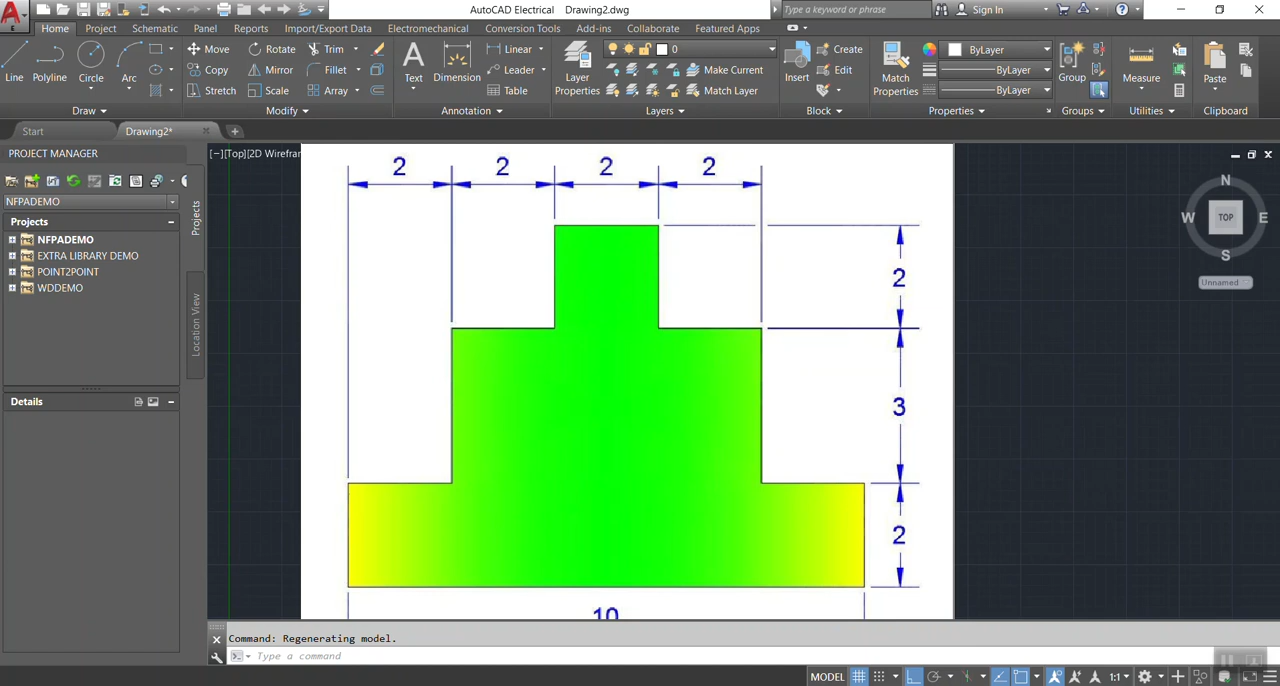 AutoCAD Electrical Drawing2.dwg
Type a keyword or phrase
Sign In
Home Project Schematic Panel Reports Import/Export Data Electromechanical Conversion Tools Add-ins Collaborate Featured Apps
Line Polyline Circle Arc
Move Rotate Trim
Copy Mirror Fillet
Stretch Scale Array
Text Dimension
Linear
Leader
Table
Layer Properties
0
Make Current
Match Layer
Insert
Create
Edit
Match Properties
ByLayer
ByLayer
ByLayer
Group
Measure
Paste
Draw Modify Annotation Layers Block Properties Groups Utilities Clipboard
Start Drawing2*
PROJECT MANAGER
NFPADEMO
Projects
NFPADEMO
EXTRA LIBRARY DEMO
POINT2POINT
WDDEMO
Details
Projects
Location View
[−][Top][2D Wirefram
2 2 2 2
2
3
2
10
N
W TOP E
S
Unnamed
Command: Regenerating model.
Type a command
MODEL 1:1